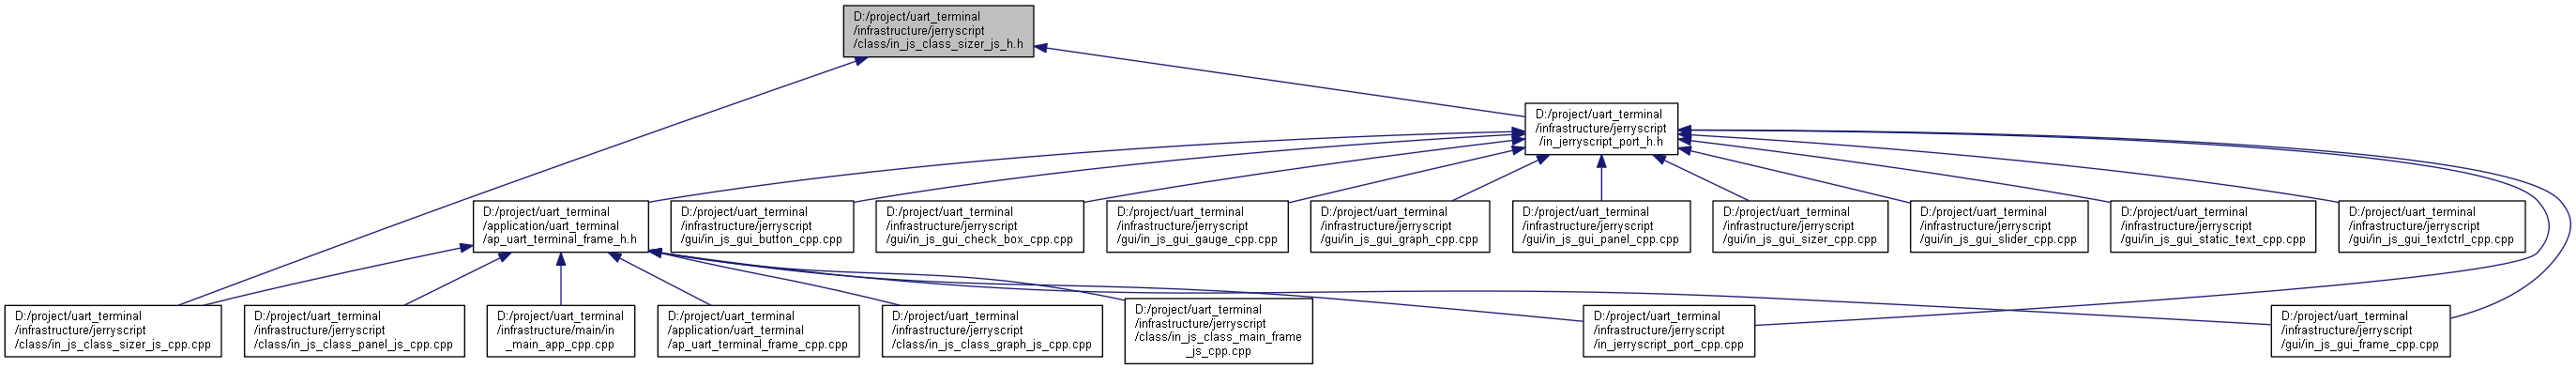 D:/project/uart_terminal
/infrastructure/jerryscript
/class/in_js_class_sizer_js_h.h
D:/project/uart_terminal
/infrastructure/jerryscript
/in_jerryscript_port_h.h
D:/project/uart_terminal
/application/uart_terminal
/ap_uart_terminal_frame_h.h
D:/project/uart_terminal
/infrastructure/jerryscript
/gui/in_js_gui_button_cpp.cpp
D:/project/uart_terminal
/infrastructure/jerryscript
/gui/in_js_gui_check_box_cpp.cpp
D:/project/uart_terminal
/infrastructure/jerryscript
/gui/in_js_gui_gauge_cpp.cpp
D:/project/uart_terminal
/infrastructure/jerryscript
/gui/in_js_gui_graph_cpp.cpp
D:/project/uart_terminal
/infrastructure/jerryscript
/gui/in_js_gui_panel_cpp.cpp
D:/project/uart_terminal
/infrastructure/jerryscript
/gui/in_js_gui_sizer_cpp.cpp
D:/project/uart_terminal
/infrastructure/jerryscript
/gui/in_js_gui_slider_cpp.cpp
D:/project/uart_terminal
/infrastructure/jerryscript
/gui/in_js_gui_static_text_cpp.cpp
D:/project/uart_terminal
/infrastructure/jerryscript
/gui/in_js_gui_textctrl_cpp.cpp
D:/project/uart_terminal
/infrastructure/jerryscript
/class/in_js_class_sizer_js_cpp.cpp
D:/project/uart_terminal
/infrastructure/jerryscript
/class/in_js_class_panel_js_cpp.cpp
D:/project/uart_terminal
/infrastructure/main/in
_main_app_cpp.cpp
D:/project/uart_terminal
/application/uart_terminal
/ap_uart_terminal_frame_cpp.cpp
D:/project/uart_terminal
/infrastructure/jerryscript
/class/in_js_class_graph_js_cpp.cpp
D:/project/uart_terminal
/infrastructure/jerryscript
/class/in_js_class_main_frame
_js_cpp.cpp
D:/project/uart_terminal
/infrastructure/jerryscript
/in_jerryscript_port_cpp.cpp
D:/project/uart_terminal
/infrastructure/jerryscript
/gui/in_js_gui_frame_cpp.cpp